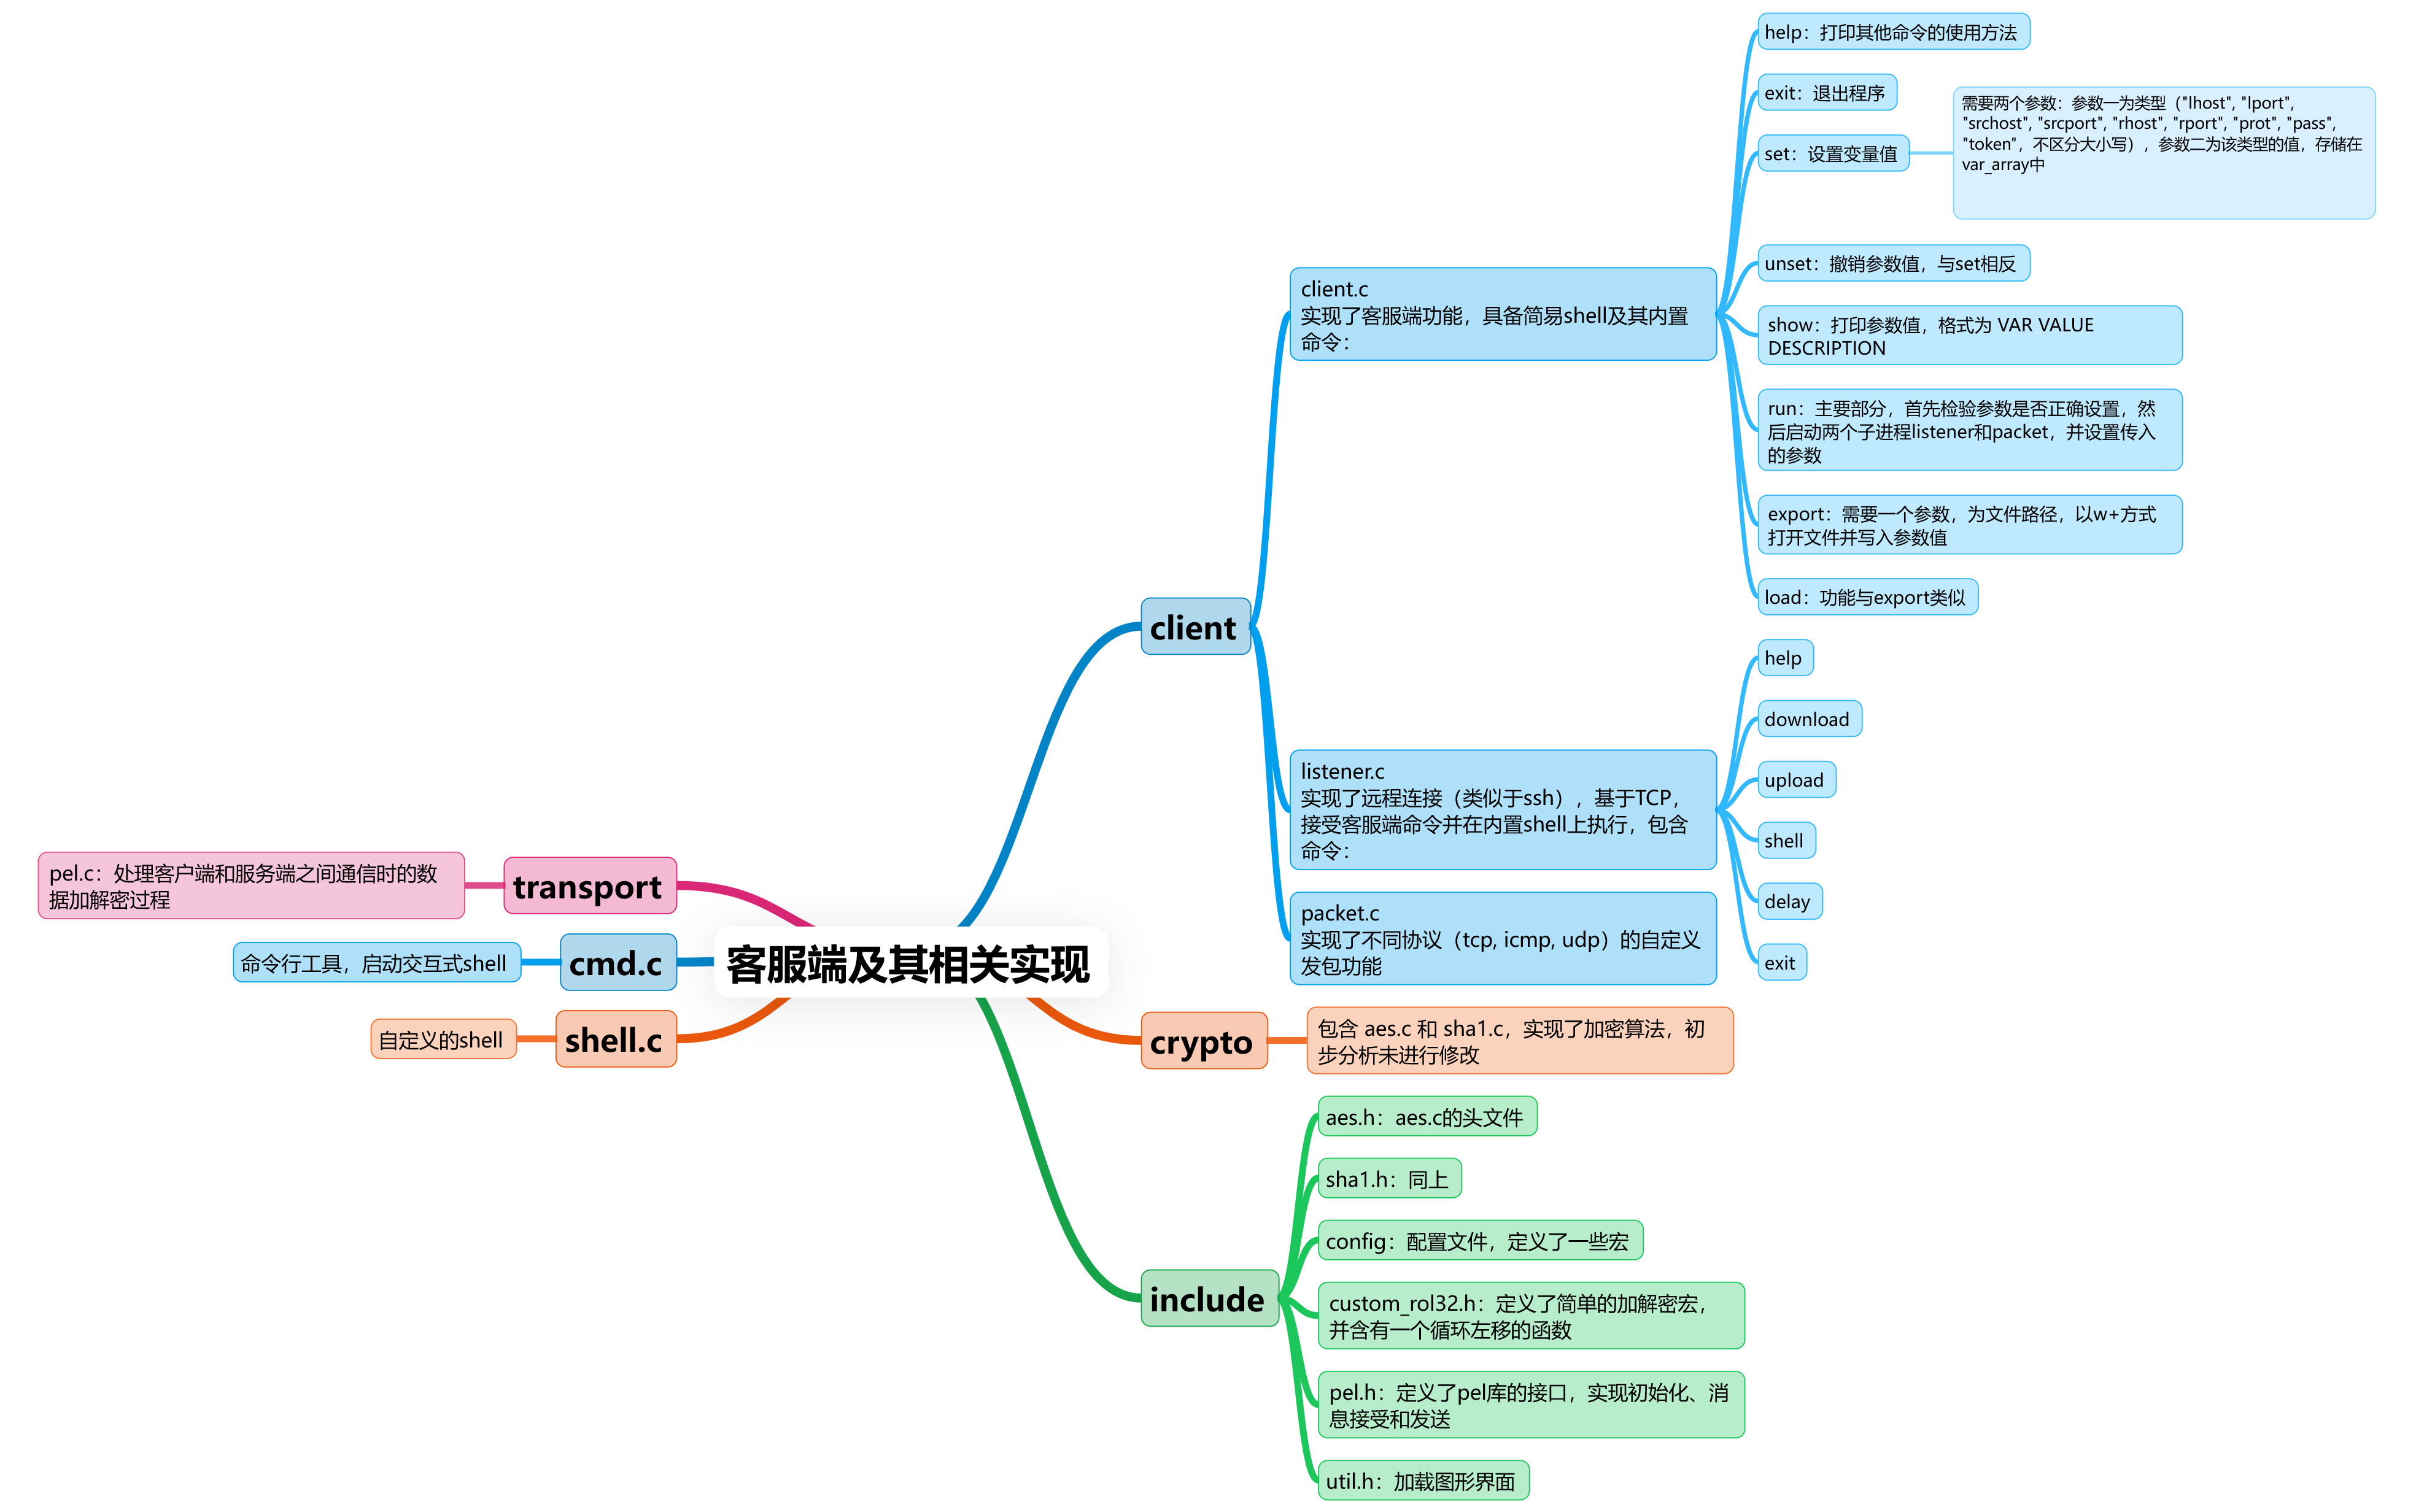 help：打印其他命令的使用方法
exit：退出程序
需要两个参数：参数一为类型（"lhost", "lport",
"srchost", "srcport", "rhost", "rport", "prot", "pass",
"token"，不区分大小写），参数二为该类型的值，存储在
var_array中
set：设置变量值
unset：撤销参数值，与set相反
client.c
实现了客服端功能，具备简易shell及其内置
命令：
show：打印参数值，格式为 VAR VALUE
DESCRIPTION
run：主要部分，首先检验参数是否正确设置，然
后启动两个子进程listener和packet，并设置传入
的参数
export：需要一个参数，为文件路径，以w+方式
打开文件并写入参数值
load：功能与export类似
client
help
download
upload
shell
delay
exit
listener.c
实现了远程连接（类似于ssh），基于TCP，
接受客服端命令并在内置shell上执行，包含
命令：
packet.c
实现了不同协议（tcp, icmp, udp）的自定义
发包功能
pel.c：处理客户端和服务端之间通信时的数
据加解密过程
transport
命令行工具，启动交互式shell
cmd.c
客服端及其相关实现
自定义的shell
shell.c
crypto
包含 aes.c 和 sha1.c，实现了加密算法，初
步分析未进行修改
aes.h：aes.c的头文件
sha1.h：同上
config：配置文件，定义了一些宏
include
custom_rol32.h：定义了简单的加解密宏，
并含有一个循环左移的函数
pel.h：定义了pel库的接口，实现初始化、消
息接受和发送
util.h：加载图形界面